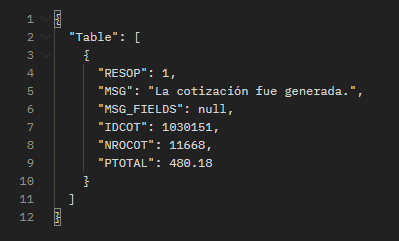 1 {
2 "Table": [
3 {
4 "RESOP": 1,
5 "MSG": "La cotización fue generada.",
6 "MSG_FIELDS": null,
7 "IDCOT": 1030151,
8 "NROCOT": 11668,
9 "PTOTAL": 480.18
10 }
11 ]
12 }